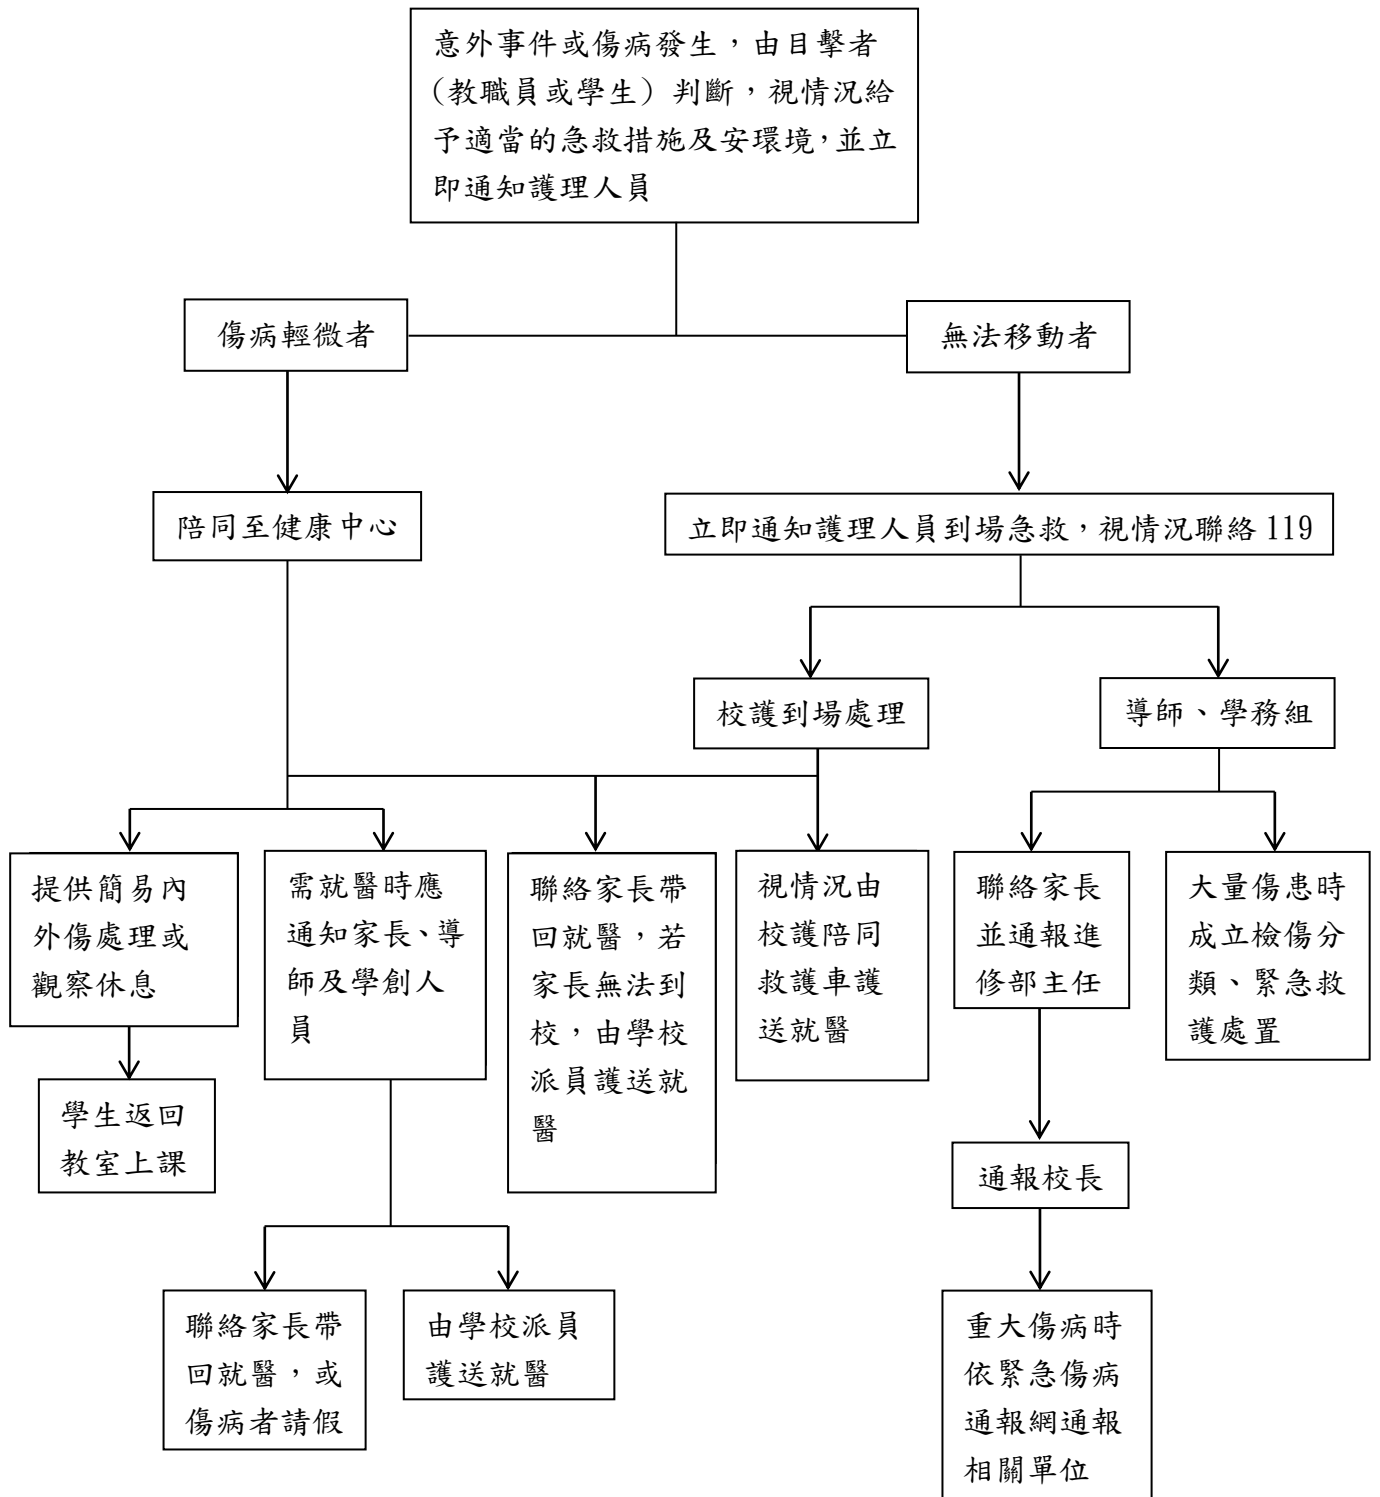 意外事件或傷病發生，由目擊者
(教職員或學生) 判斷，視情況給
予適當的急救措施及安環境，並立
即通知護理人員
傷病輕微者
無法移動者
陪同至健康中心
立即通知護理人員到場急救，視情況聯絡 119
校護到場處理
導師、學務組
提供簡易內
外傷處理或
觀察休息
需就醫時應
通知家長、導
師及學創人
員
聯絡家長帶
回就醫，若
家長無法到
校，由學校
派員護送就
醫
視情況由
校護陪同
救護車護
送就醫
聯絡家長
並通報進
修部主任
大量傷患時
成立檢傷分
類、緊急救
護處置
學生返回
教室上課
通報校長
聯絡家長帶
回就醫，或
傷病者請假
由學校派員
護送就醫
重大傷病時
依緊急傷病
通報網通報
相關單位